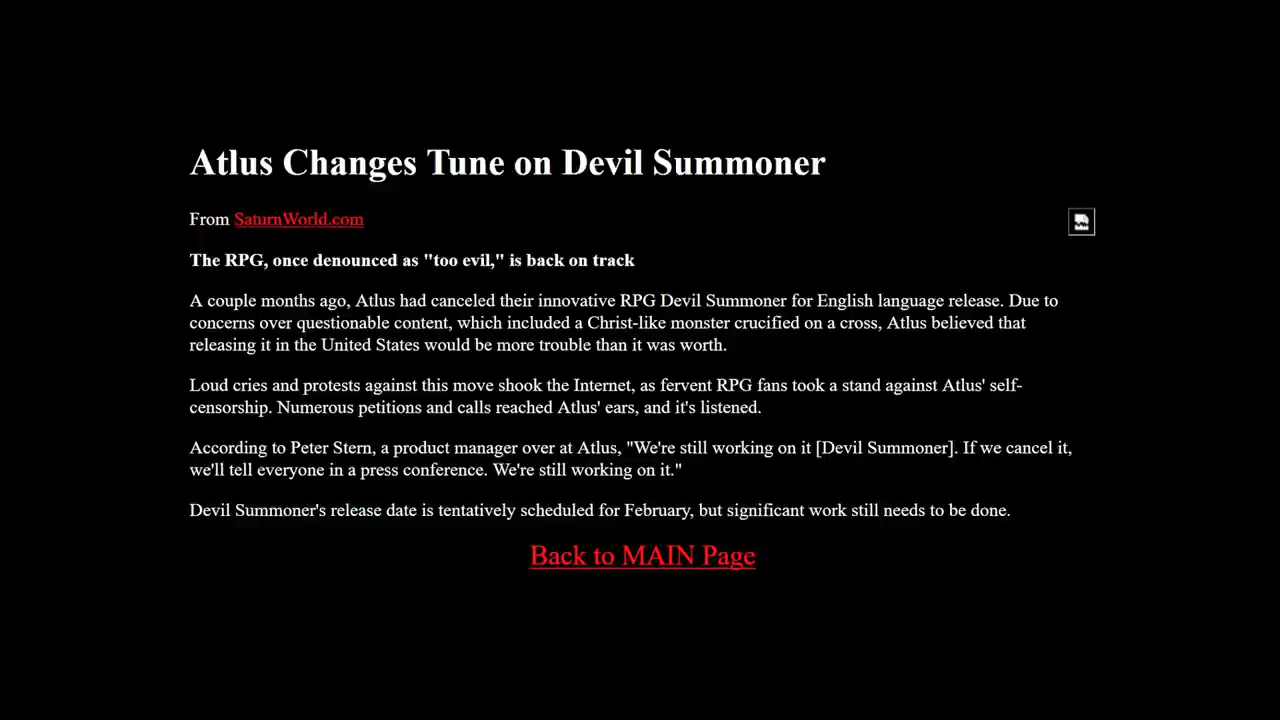 Atlus Changes Tune on Devil Summoner
From SaturnWorld.com
The RPG, once denounced as "too evil," is back on track
A couple months ago, Atlus had canceled their innovative RPG Devil Summoner for English language release. Due to
concerns over questionable content, which included a Christ-like monster crucified on a cross, Atlus believed that
releasing it in the United States would be more trouble than it was worth.
Loud cries and protests against this move shook the Internet, as fervent RPG fans took a stand against Atlus' self-
censorship. Numerous petitions and calls reached Atlus' ears, and it's listened.
According to Peter Stern, a product manager over at Atlus, "We're still working on it [Devil Summoner]. If we cancel it,
we'll tell everyone in a press conference. We're still working on it."
Devil Summoner's release date is tentatively scheduled for February, but significant work still needs to be done.
Back to MAIN Page